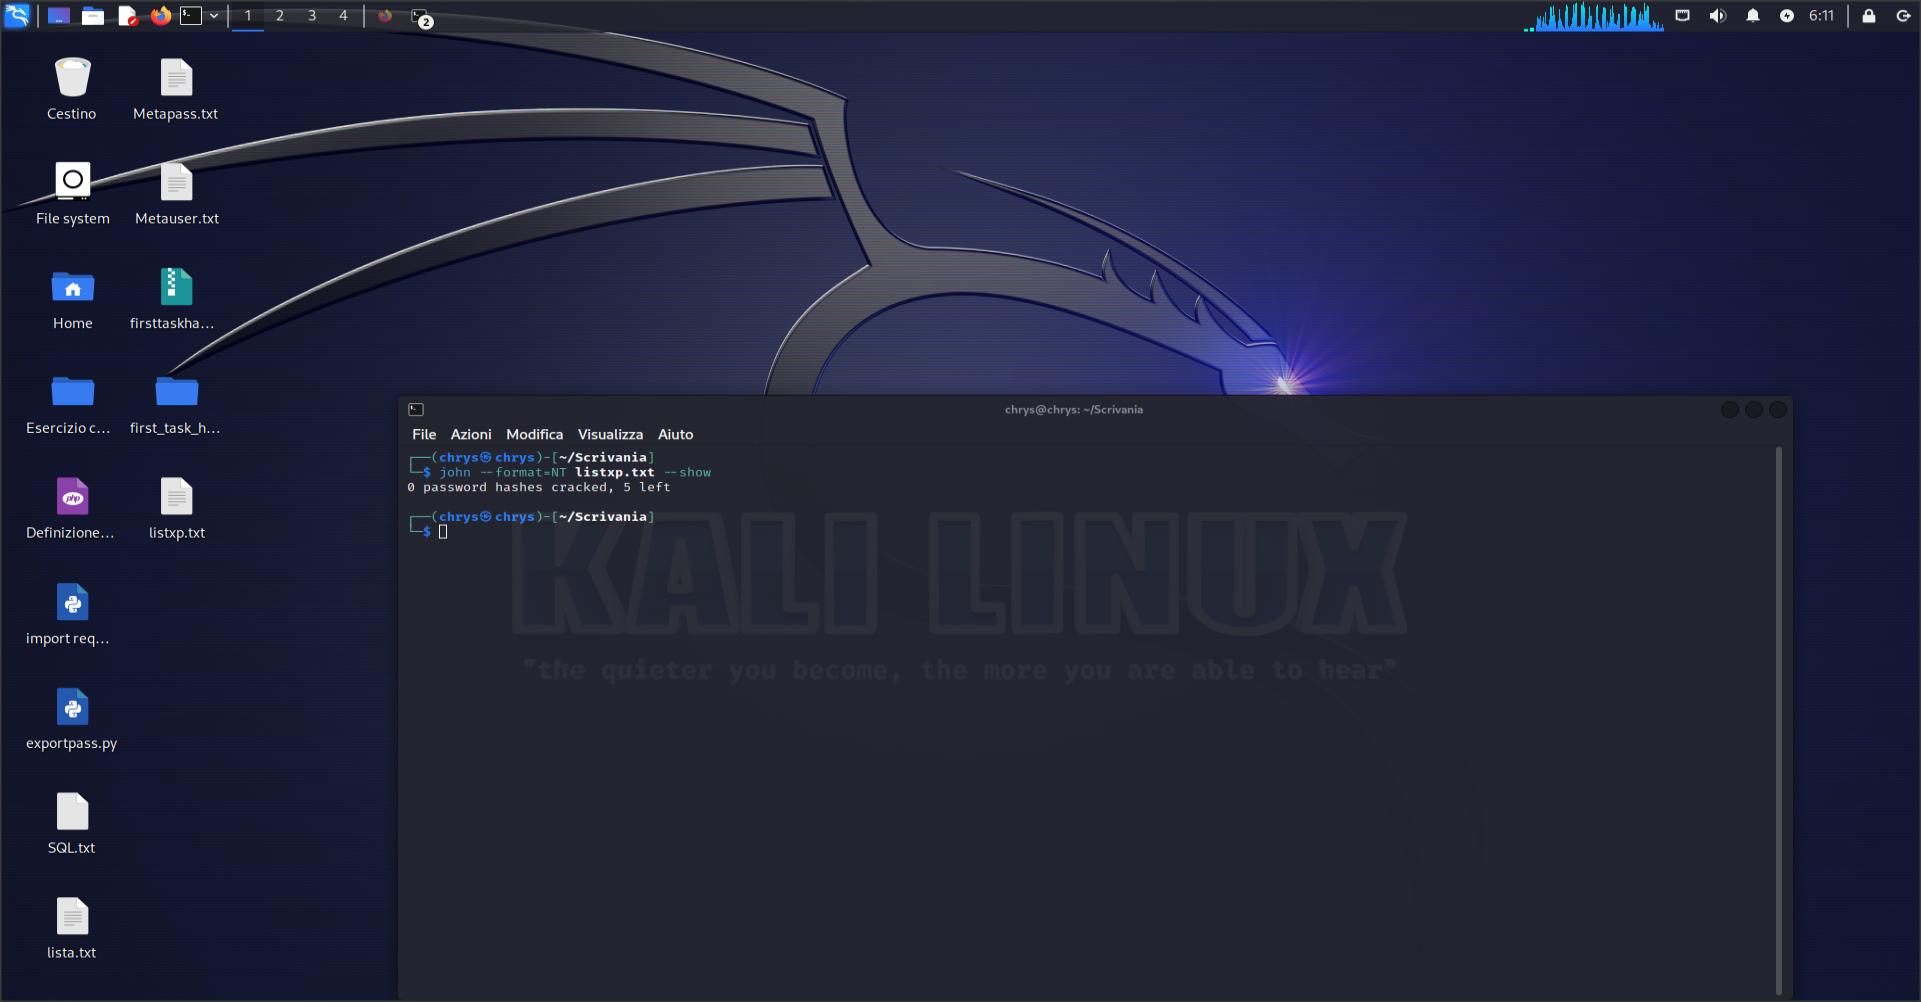 1 2 3 4 2 6:11
Cestino
Metapass.txt
File system
Metauser.txt
Home
firsttaskha...
Esercizio c...
first_task_h...
php
Definizione...
listxp.txt
import req...
exportpass.py
SQL.txt
lista.txt
chrys@chrys: ~/Scrivania
File Azioni Modifica Visualizza Aiuto
┌──(chrys㉿chrys)-[~/Scrivania]
└─$ john --format=NT listxp.txt --show
0 password hashes cracked, 5 left
┌──(chrys㉿chrys)-[~/Scrivania]
└─$
KALI LINUX
"the quieter you become, the more you are able to hear"